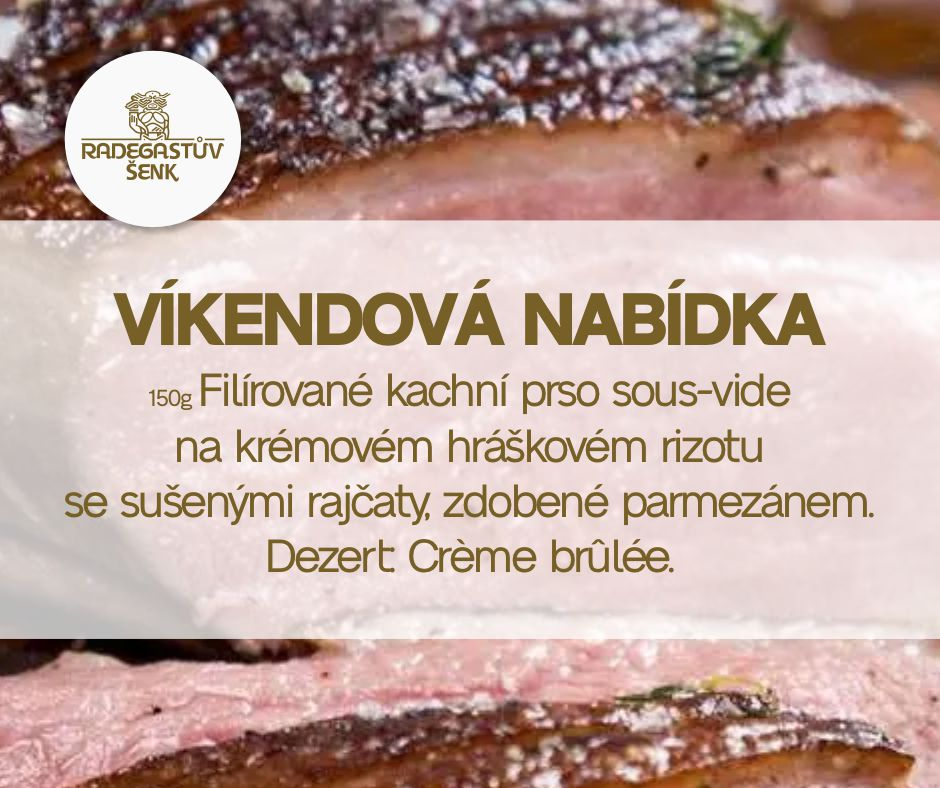 RADEGASTŮV
ŠENK
VÍKENDOVÁ NABÍDKA
150g Filírované kachní prso sous-vide
na krémovém hráškovém rizotu
se sušenými rajčaty, zdobené parmezánem.
Dezert: Crème brûlée.